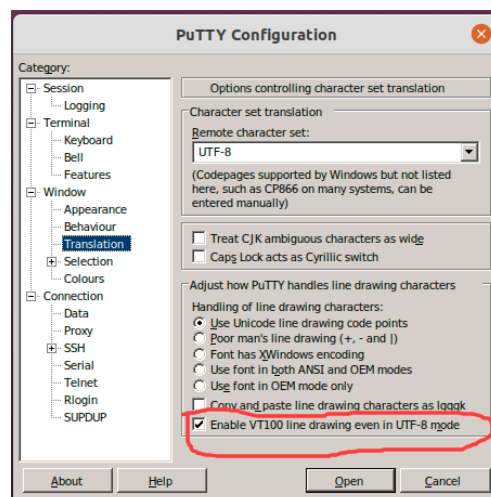 PuTTY Configuration
Category:
Session
Logging
Terminal
Keyboard
Bell
Features
Window
Appearance
Behaviour
Translation
Selection
Colours
Connection
Data
Proxy
SSH
Serial
Telnet
Rlogin
SUPDUP
Options controlling character set translation
Character set translation
Remote character set:
UTF-8
(Codepages supported by Windows but not listed
here, such as CP866 on many systems, can be
entered manually)
Treat CJK ambiguous characters as wide
Caps Lock acts as Cyrillic switch
Adjust how PuTTY handles line drawing characters
Handling of line drawing characters:
Use Unicode line drawing code points
Poor man's line drawing (+, - and |)
Font has XWindows encoding
Use font in both ANSI and OEM modes
Use font in OEM mode only
Copy and paste line drawing characters as lqqqk
Enable VT100 line drawing even in UTF-8 mode
About
Help
Open
Cancel